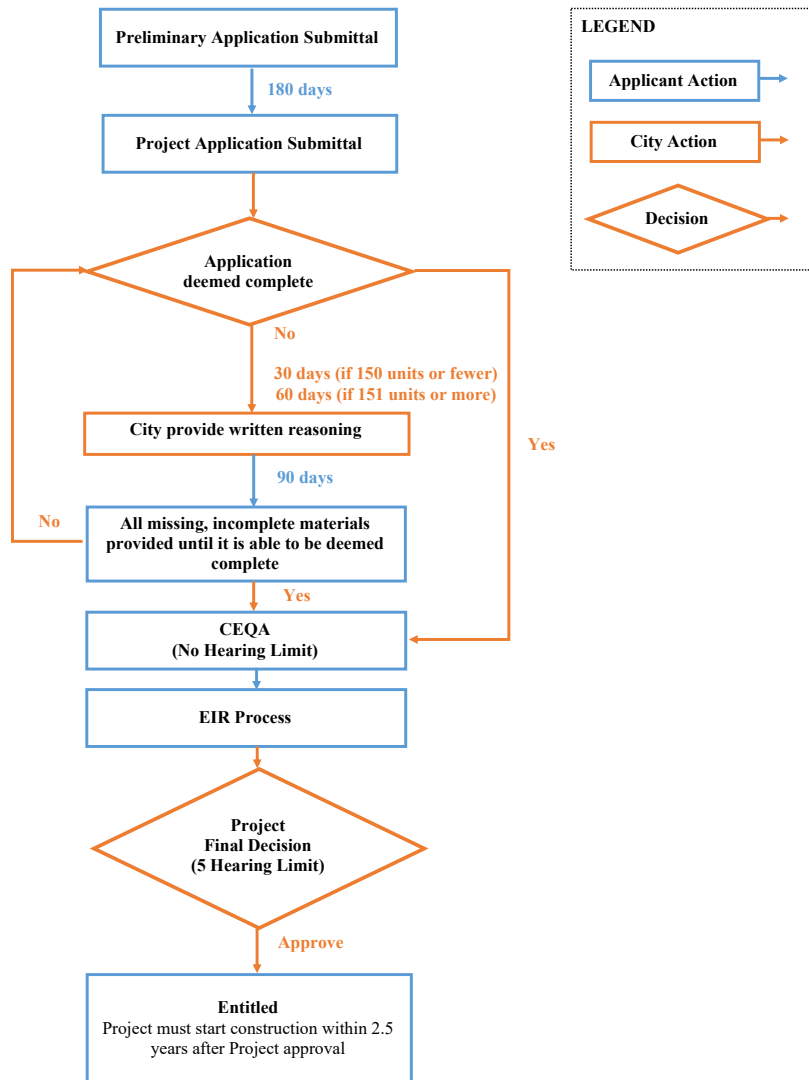 Preliminary Application Submittal
180 days
Project Application Submittal
Application
deemed complete
No
30 days (if 150 units or fewer)
60 days (if 151 units or more)
City provide written reasoning
Yes
90 days
No
All missing, incomplete materials
provided until it is able to be deemed
complete
Yes
CEQA
(No Hearing Limit)
EIR Process
Project
Final Decision
(5 Hearing Limit)
Approve
Entitled
Project must start construction within 2.5
years after Project approval
LEGEND
Applicant Action
City Action
Decision